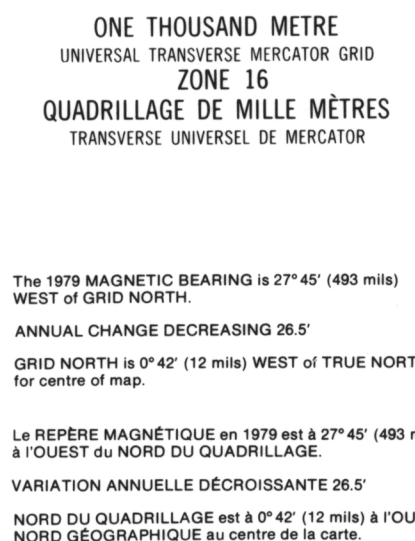 ONE THOUSAND METRE
UNIVERSAL TRANSVERSE MERCATOR GRID
ZONE 16
QUADRILLAGE DE MILLE MÈTRES
TRANSVERSE UNIVERSEL DE MERCATOR
The 1979 MAGNETIC BEARING is 27° 45′ (493 mils)
WEST of GRID NORTH.
ANNUAL CHANGE DECREASING 26.5′
GRID NORTH is 0° 42′ (12 mils) WEST of TRUE NORT
for centre of map.
Le REPÈRE MAGNÉTIQUE en 1979 est à 27° 45′ (493 m
à l'OUEST du NORD DU QUADRILLAGE.
VARIATION ANNUELLE DÉCROISSANTE 26.5′
NORD DU QUADRILLAGE est à 0° 42′ (12 mils) à l'OU
NORD GÉOGRAPHIQUE au centre de la carte.